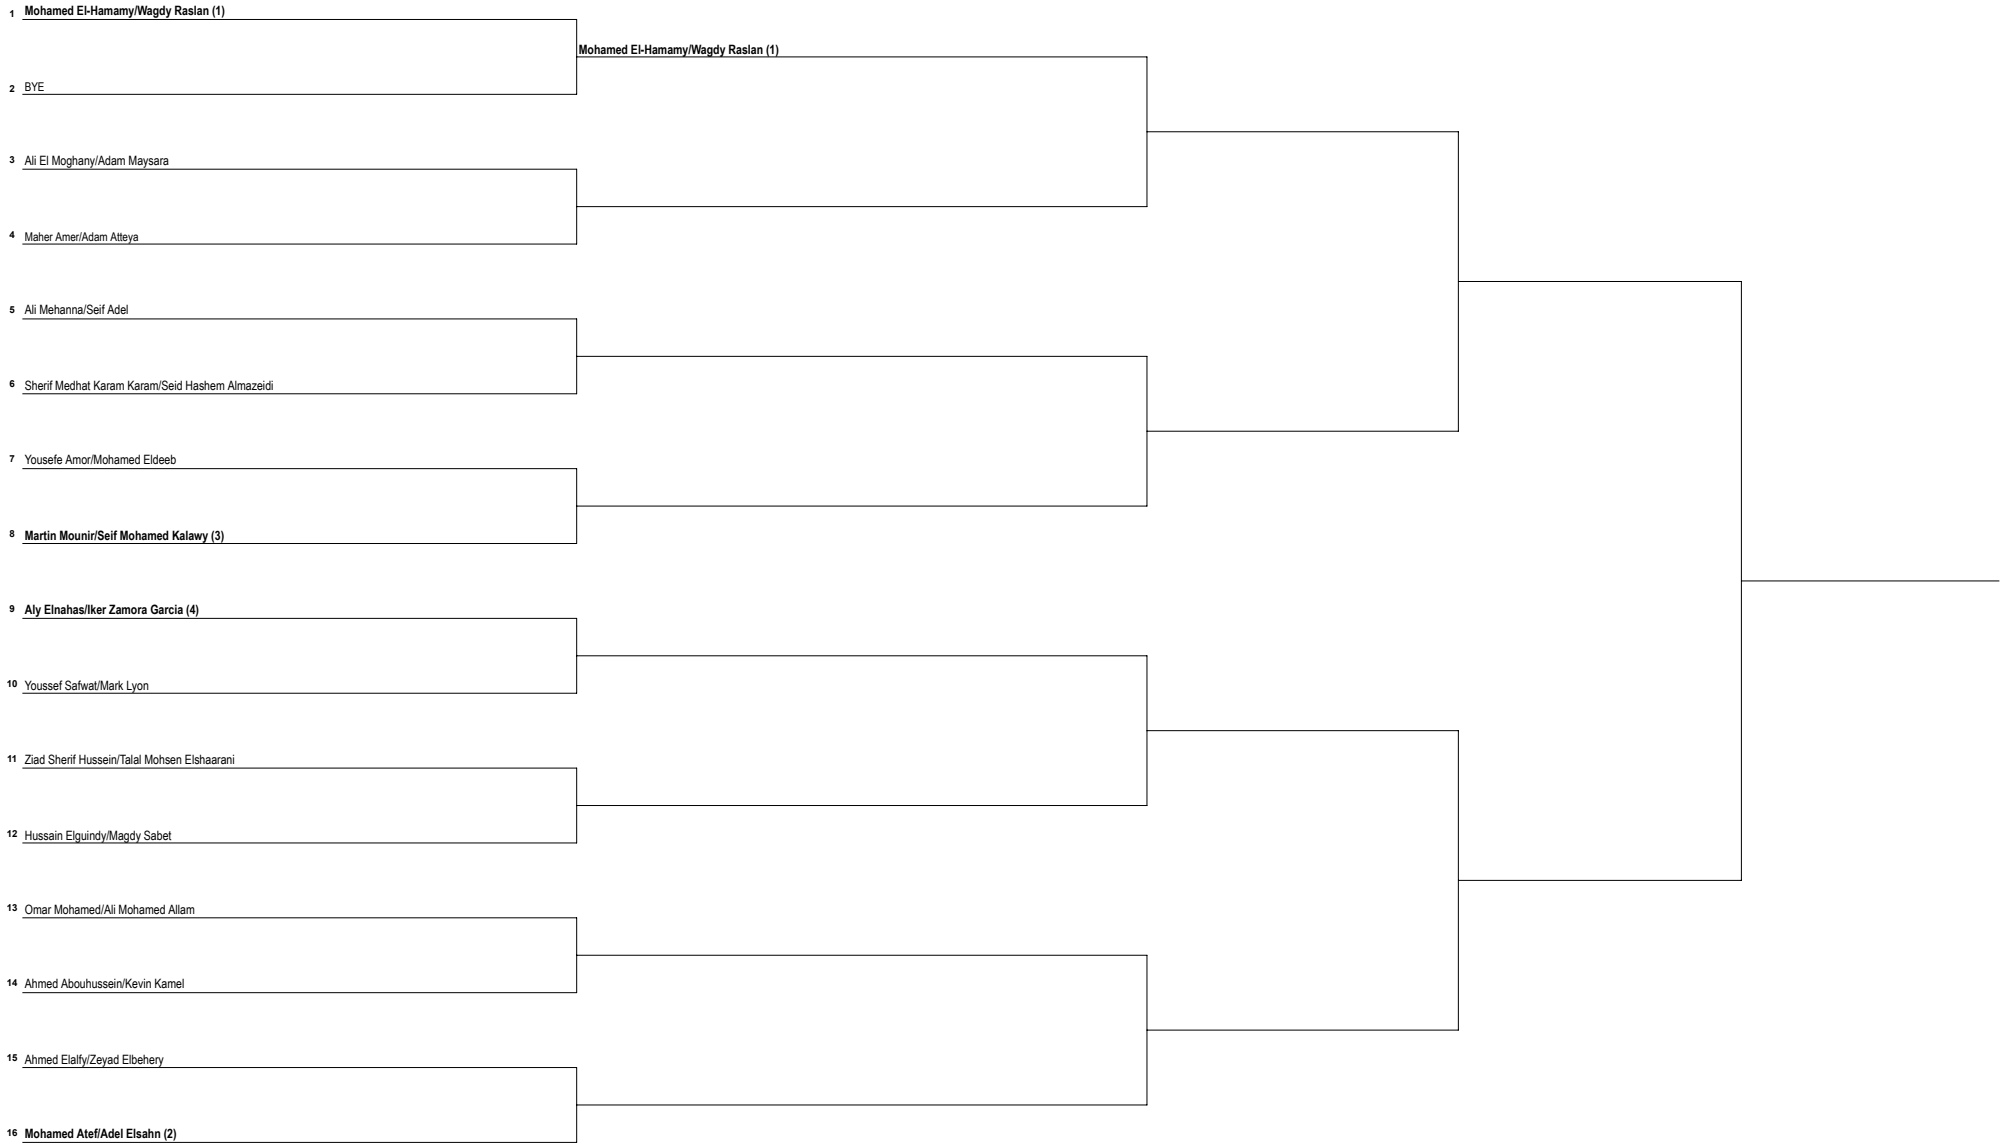 1 Mohamed El-Hamamy/Wagdy Raslan (1)
Mohamed El-Hamamy/Wagdy Raslan (1)
2 BYE
3 Ali El Moghany/Adam Maysara
4 Maher Amer/Adam Atteya
5 Ali Mehanna/Seif Adel
6 Sherif Medhat Karam Karam/Seid Hashem Almazeidi
7 Yousefe Amor/Mohamed Eldeeb
8 Martin Mounir/Seif Mohamed Kalawy (3)
9 Aly Elnahas/Iker Zamora Garcia (4)
10 Youssef Safwat/Mark Lyon
11 Ziad Sherif Hussein/Talal Mohsen Elshaarani
12 Hussain Elguindy/Magdy Sabet
13 Omar Mohamed/Ali Mohamed Allam
14 Ahmed Abouhussein/Kevin Kamel
15 Ahmed Elalfy/Zeyad Elbehery
16 Mohamed Atef/Adel Elsahn (2)